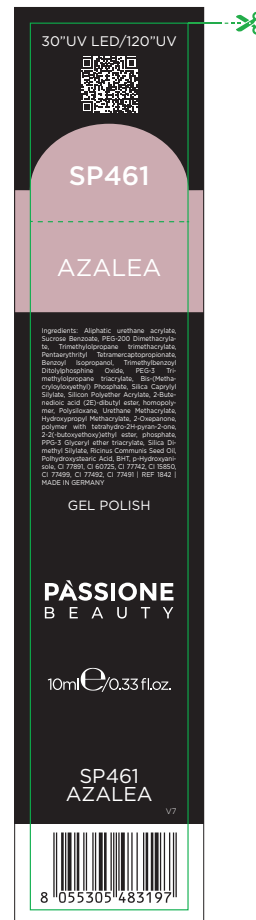 30”UV LED/120”UV
SP461
AZALEA
Ingredients: Aliphatic urethane acrylate,
Sucrose Benzoate, PEG-200 Dimethacryla-
te, Trimethylolpropane trimethacrylate,
Pentaerythrityl Tetramercaptopropionate,
Benzoyl Isopropanol, Trimethylbenzoyl
Ditolylphosphine Oxide, PEG-3 Tri-
methylolpropane triacrylate, Bis-(Metha-
cryloyloxyethyl) Phosphate, Silica Caprylyl
Silylate, Silicon Polyether Acrylate, 2-Bute-
nedioic acid (2E)-dibutyl ester, homopoly-
mer, Polysiloxane, Urethane Methacrylate,
Hydroxypropyl Methacrylate, 2-Oxepanone,
polymer with tetrahydro-2H-pyran-2-one,
2-2(-butoxyethoxy)ethyl ester, phosphate,
PPG-3 Glyceryl ether triacrylate, Silica Di-
methyl Silylate, Ricinus Communis Seed Oil,
Polhydroxystearic Acid, BHT, p-Hydroxyani-
sole, CI 77891, CI 60725, CI 77742, CI 15850,
CI 77499, CI 77492, CI 77491 | REF 1842 |
MADE IN GERMANY
GEL POLISH
PÀSSIONE
BEAUTY
10ml℮/0.33 fl.oz.
SP461
AZALEA
V7
8 055305 483197